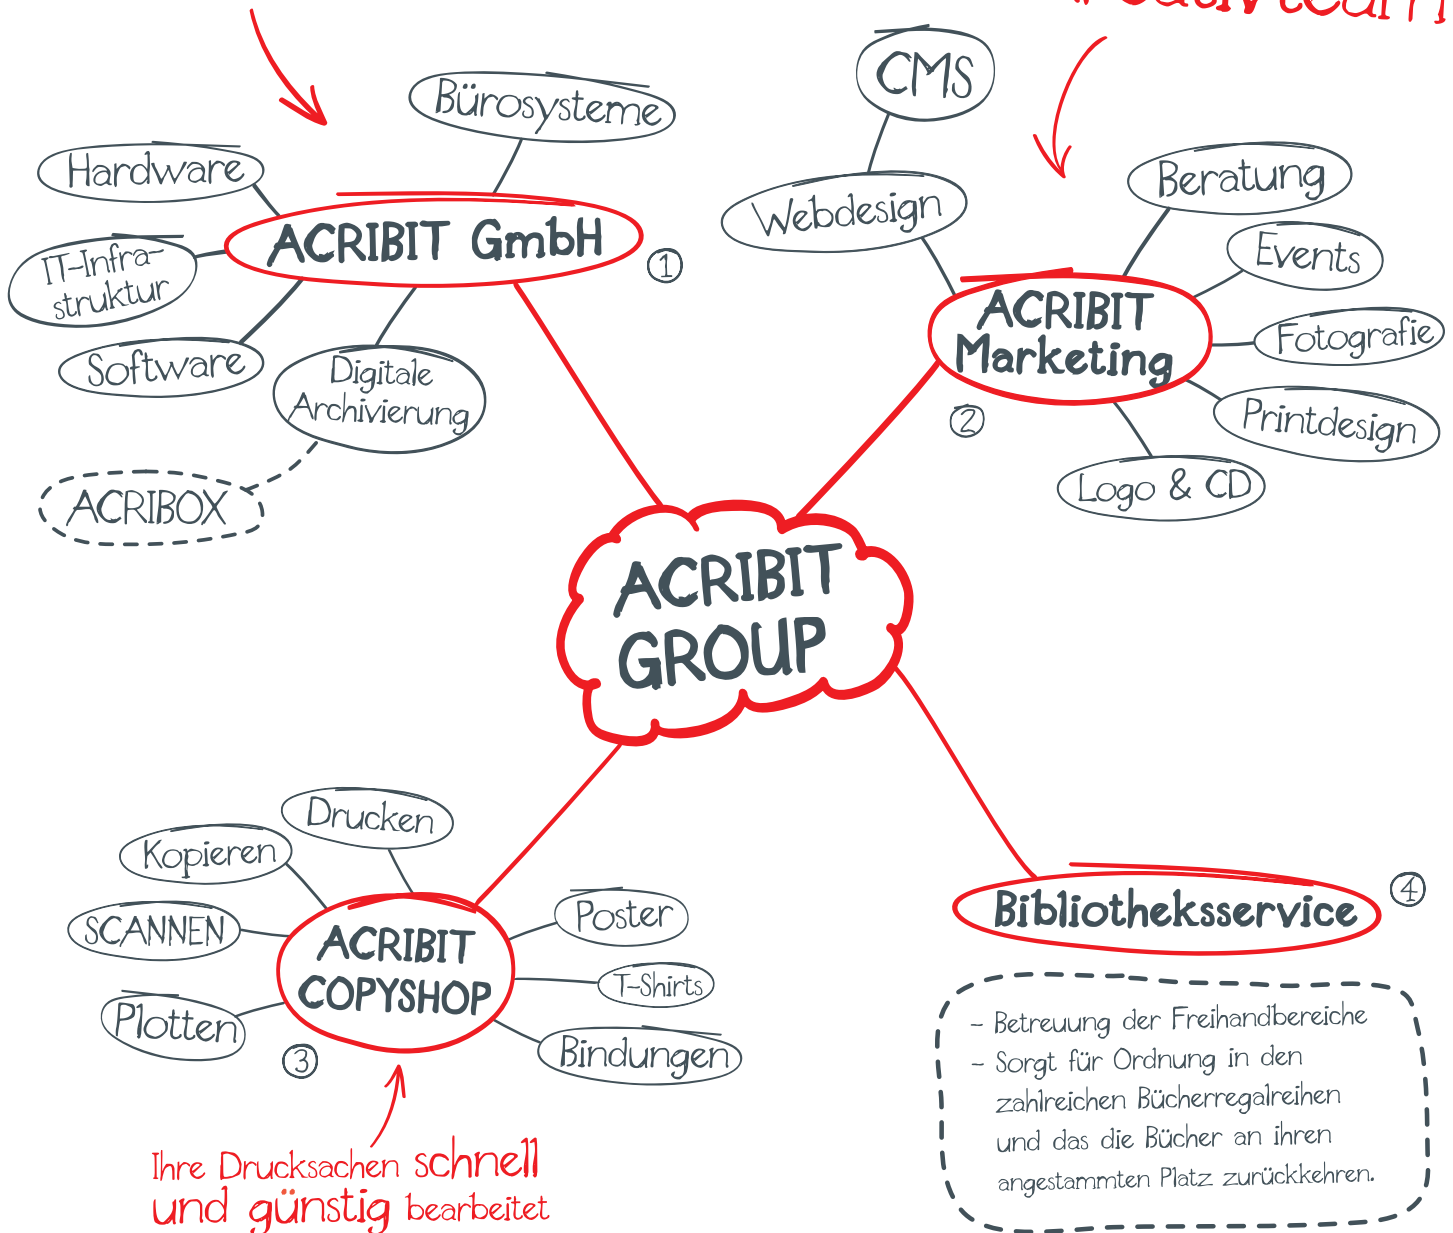 Kreativteam
CMS
Bürosysteme
Hardware
Beratung
Webdesign
ACRIBIT GmbH
1
Events
IT-Infra-
struktur
ACRIBIT
Marketing
Fotografie
Software
Digitale
Archivierung
2
Printdesign
Logo & CD
ACRIBOX
ACRIBIT
GROUP
Drucken
Kopieren
SCANNEN
Poster
ACRIBIT
COPYSHOP
T-Shirts
Plotten
Bindungen
3
Bibliotheksservice
4
- Betreuung der Freihandbereiche
- Sorgt für Ordnung in den
zahlreichen Bücherregalreihen
und das die Bücher an ihren
angestammten Platz zurückkehren.
Ihre Drucksachen schnell
und günstig bearbeitet